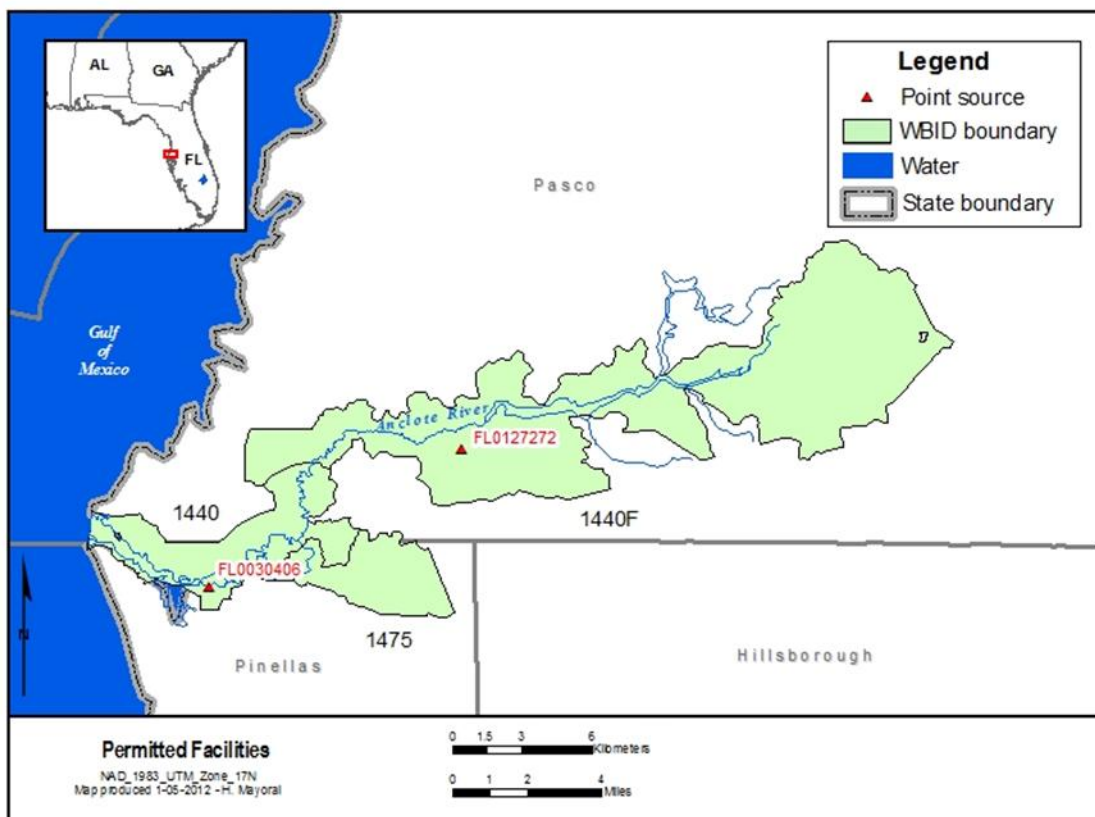 AL
GA
FL
Legend
Point source
WBID boundary
Water
State boundary
Pasco
Gulf
of
Mexico
Anclote River
FL0127272
1440
1440F
FL0030406
1475
N
Pinellas
Hillsborough
Permitted Facilities
NAD_1983_UTM_Zone_17N
Map produced 1-05-2012 - H. Mayoral
0 1.5 3 6
Kilometers
0 1 2 4
Miles